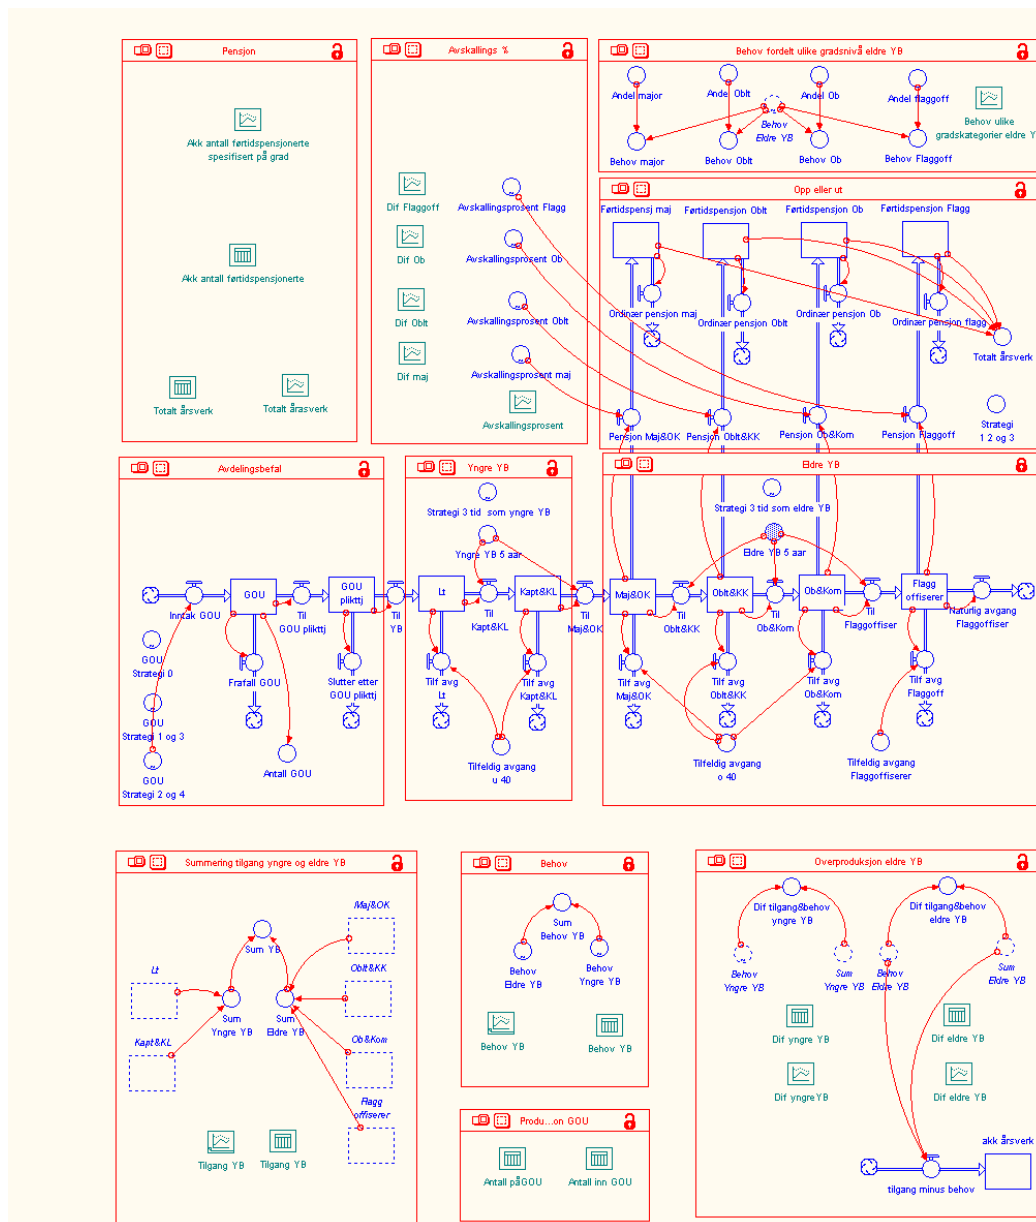 Pensjon
Akk antall førtidspensjonerte
spesifisert på grad
Akk antall førtidspensjonerte
Totalt årsverk
Totalt årasverk
Avskallings %
Dif Flaggoff
Avskallingsprosent Flagg
Dif Ob
Avskallingsprosent Ob
Dif Oblt
Avskallingsprosent Oblt
Dif maj
Avskallingsprosent maj
Avskallingsprosent
Behov fordelt ulike gradsnivå eldre YB
Andel major
Andel Oblt
Andel Ob
Andel flaggoff
Behov
Eldre YB
Behov ulike
gradskategorier eldre Y
Behov major
Behov Oblt
Behov Ob
Behov Flaggoff
Opp eller ut
Førtidspensj maj
Førtidspensjon Oblt
Førtidspensjon Ob
Førtidspensjon Flagg
Ordinær pensjon maj
Ordinær pensjon Oblt
Ordinær pensjon Ob
Ordinær pensjon flagg
Totalt årsverk
Strategi
1 2 og 3
Pensjon Maj&OK
Pensjon Oblt&KK
Pensjon Ob&Kom
Pensjon Flaggoff
Avdelingsbefal
Inntak GOU
GOU
Til
GOU plikttj
GOU
plikttj
Til
YB
GOU
Strategi 0
Frafall GOU
Slutter etter
GOU plikttj
GOU
Strategi 1 og 3
GOU
Strategi 2 og 4
Antall GOU
Yngre YB
Strategi 3 tid som yngre YB
Yngre YB 5 aar
Lt
Til
Kapt&KL
Kapt&KL
Til
Maj&OK
Tilf avg
Lt
Tilf avg
Kapt&KL
Tilfeldig avgang
u 40
Eldre YB
Strategi 3 tid som eldre YB
Eldre YB 5 aar
Maj&OK
Til
Oblt&KK
Oblt&KK
Til
Ob&Kom
Ob&Kom
Til
Flaggoffiser
Flagg
offiserer
Naturlig avgang
Flaggoffiser
Tilf avg
Maj&OK
Tilf avg
Oblt&KK
Tilf avg
Ob&Kom
Tilf avg
Flaggoff
Tilfeldig avgang
o 40
Tilfeldig avgang
Flaggoffiserer
Summering tilgang yngre og eldre YB
Maj&OK
Sum YB
Lt
Oblt&KK
Sum
Yngre YB
Sum
Eldre YB
Kapt&KL
Ob&Kom
Flagg
offiserer
Tilgang YB
Tilgang YB
Behov
Sum
Behov YB
Behov
Eldre YB
Behov
Yngre YB
Behov YB
Behov YB
Produ...on GOU
Antall på GOU
Antall inn GOU
Overproduksjon eldre YB
Dif tilgang&behov
yngre YB
Dif tilgang&behov
eldre YB
Behov
Yngre YB
Sum
Yngre YB
Behov
Eldre YB
Sum
Eldre YB
Dif yngre YB
Dif eldre YB
Dif yngre YB
Dif eldre YB
akk årsverk
tilgang minus behov